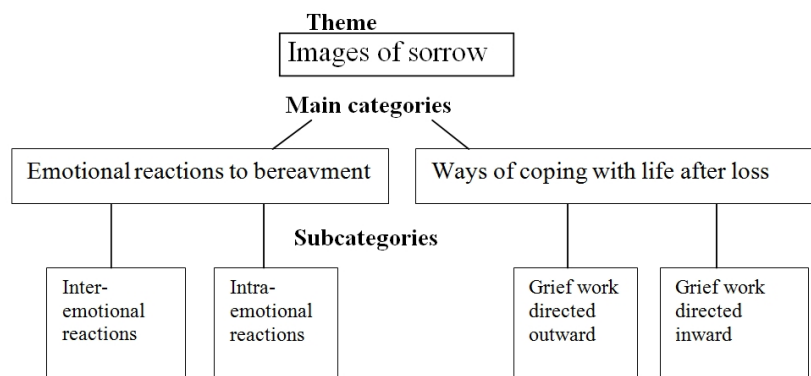 Theme
Images of sorrow
Main categories
Emotional reactions to bereavment
Ways of coping with life after loss
Subcategories
Inter-
emotional
reactions
Intra-
emotional
reactions
Grief work
directed
outward
Grief work
directed
inward